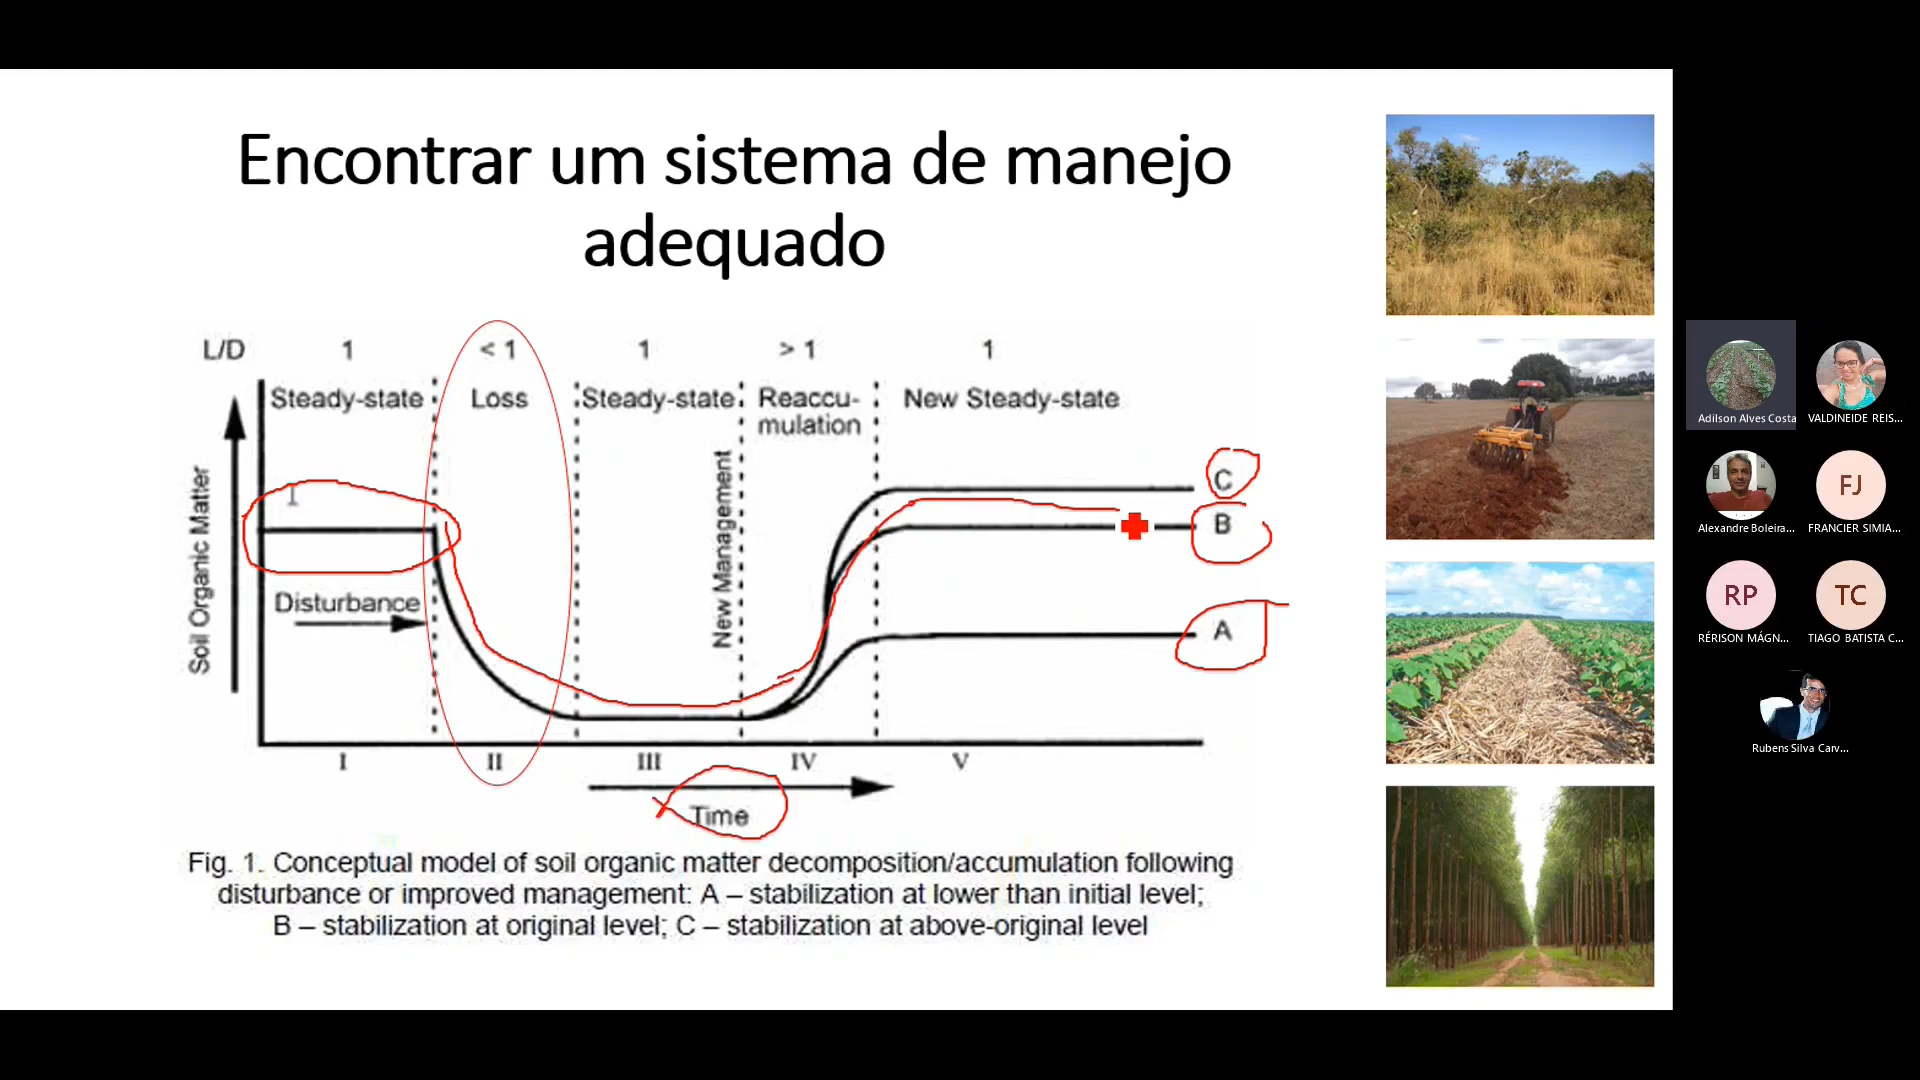 Encontrar um sistema de manejo
adequado
L/D 1 < 1 1 > 1 1
Steady-state Loss Steady-state Reaccu- New Steady-state
mulation
Soil Organic Matter
Disturbance
New Management
C
B
A
I II III IV V
Time
Fig. 1. Conceptual model of soil organic matter decomposition/accumulation following
disturbance or improved management: A – stabilization at lower than initial level;
B – stabilization at original level; C – stabilization at above-original level
Adilson Alves Costa
VALDINEIDE REIS...
Alexandre Boleira...
FJ
FRANCIER SIMIA...
RP
RÉRISON MÁGN...
TC
TIAGO BATISTA C...
Rubens Silva Carv...